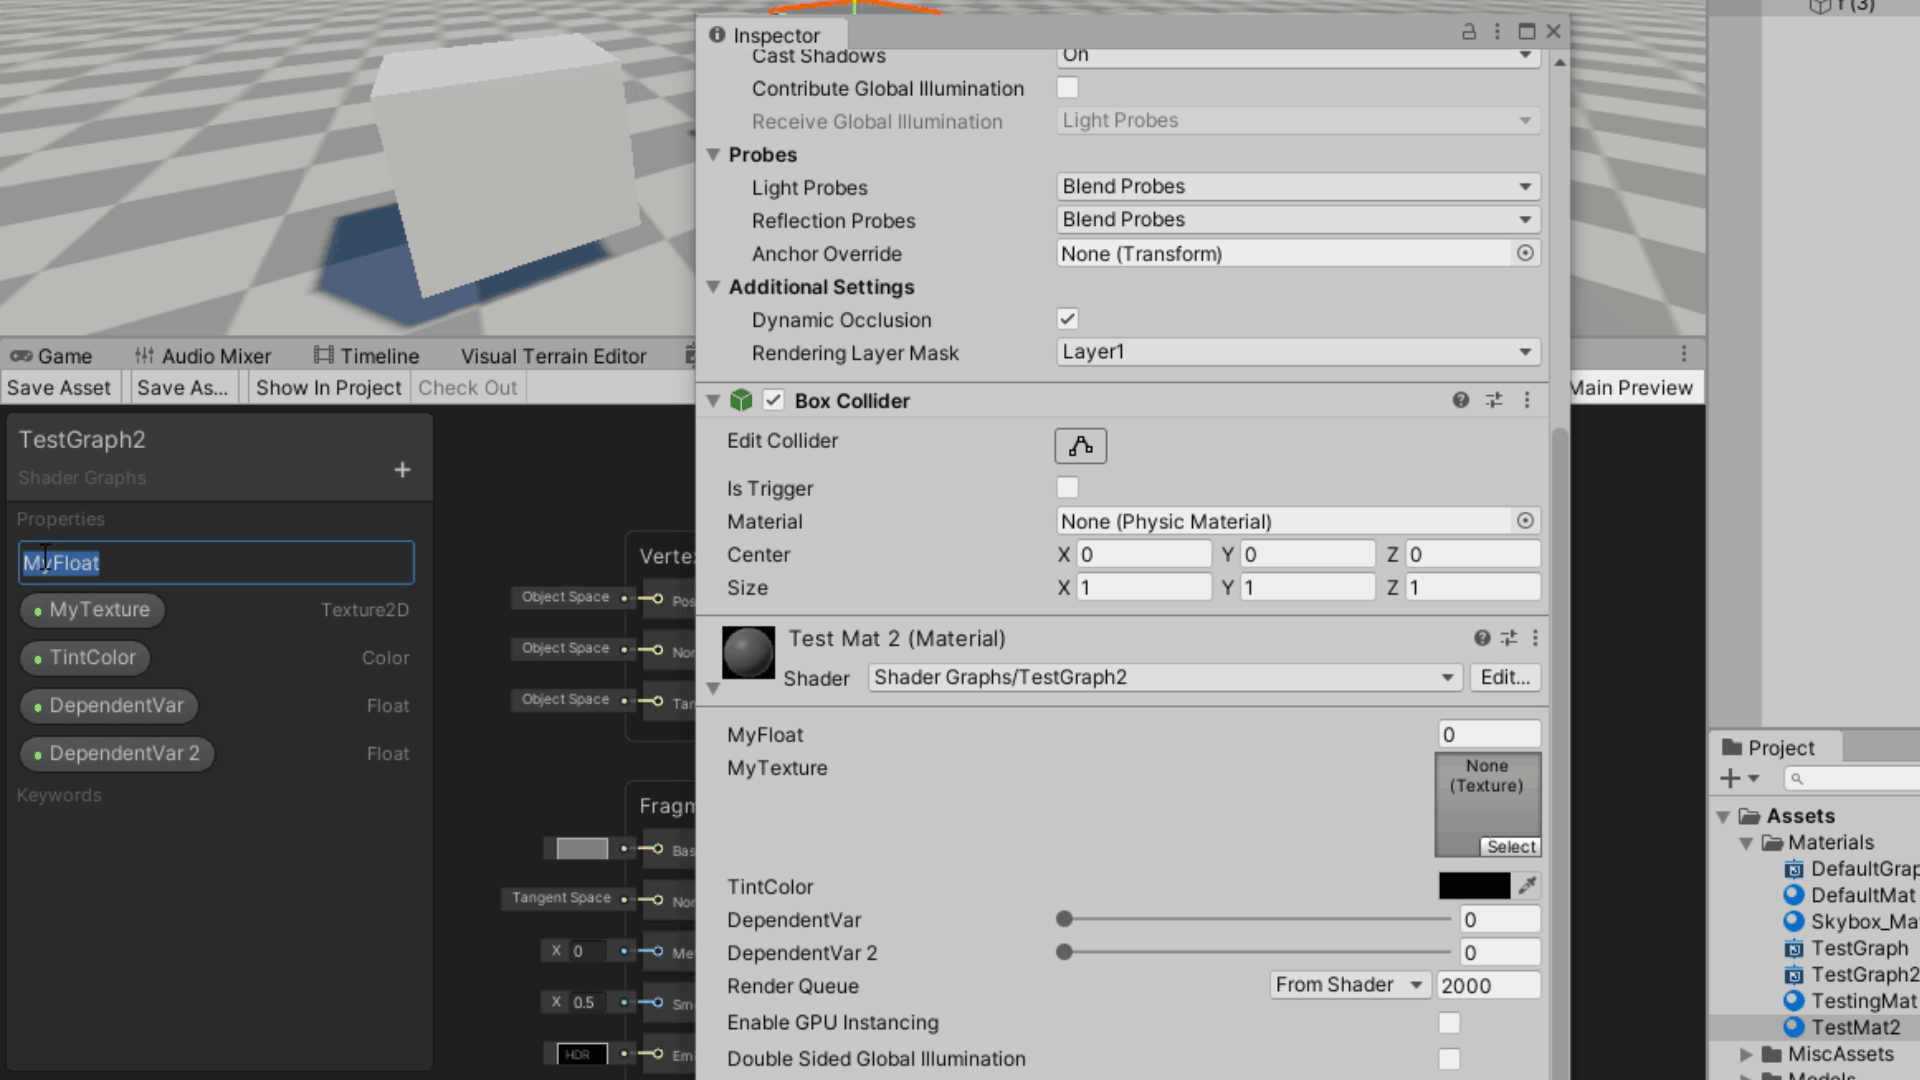 Y (3)
Inspector
Cast Shadows On
Contribute Global Illumination
Receive Global Illumination Light Probes
Probes
Light Probes Blend Probes
Reflection Probes Blend Probes
Anchor Override None (Transform)
Additional Settings
Dynamic Occlusion
Rendering Layer Mask Layer1
Box Collider
Edit Collider
Is Trigger
Material None (Physic Material)
Center X 0 Y 0 Z 0
Size X 1 Y 1 Z 1
Test Mat 2 (Material)
Shader Shader Graphs/TestGraph2 Edit...
MyFloat 0
MyTexture None
(Texture)
Select
TintColor
DependentVar 0
DependentVar 2 0
Render Queue From Shader 2000
Enable GPU Instancing
Double Sided Global Illumination
Game Audio Mixer Timeline Visual Terrain Editor
Save Asset Save As... Show In Project Check Out Main Preview
TestGraph2
Shader Graphs
+
Properties
MyFloat
MyTexture Texture2D
TintColor Color
DependentVar Float
DependentVar 2 Float
Keywords
Verte
Object Space Pos
Object Space Nor
Object Space Tar
Fragm
Bas
Tangent Space Nor
X 0 Me
X 0.5 Sm
HDR Em
Project
Assets
Materials
DefaultGrap
DefaultMat
Skybox_Ma
TestGraph
TestGraph2
TestingMat
TestMat2
MiscAssets
Models